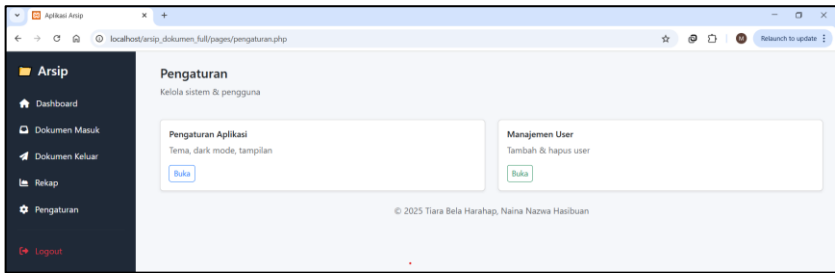 Aplikasi Arsip
localhost/arsip_dokumen_full/pages/pengaturan.php
M
Relaunch to update
Arsip
Dashboard
Dokumen Masuk
Dokumen Keluar
Rekap
Pengaturan
Logout
Pengaturan
Kelola sistem & pengguna
Pengaturan Aplikasi
Tema, dark mode, tampilan
Buka
Manajemen User
Tambah & hapus user
Buka
© 2025 Tiara Bela Harahap, Naina Nazwa Hasibuan